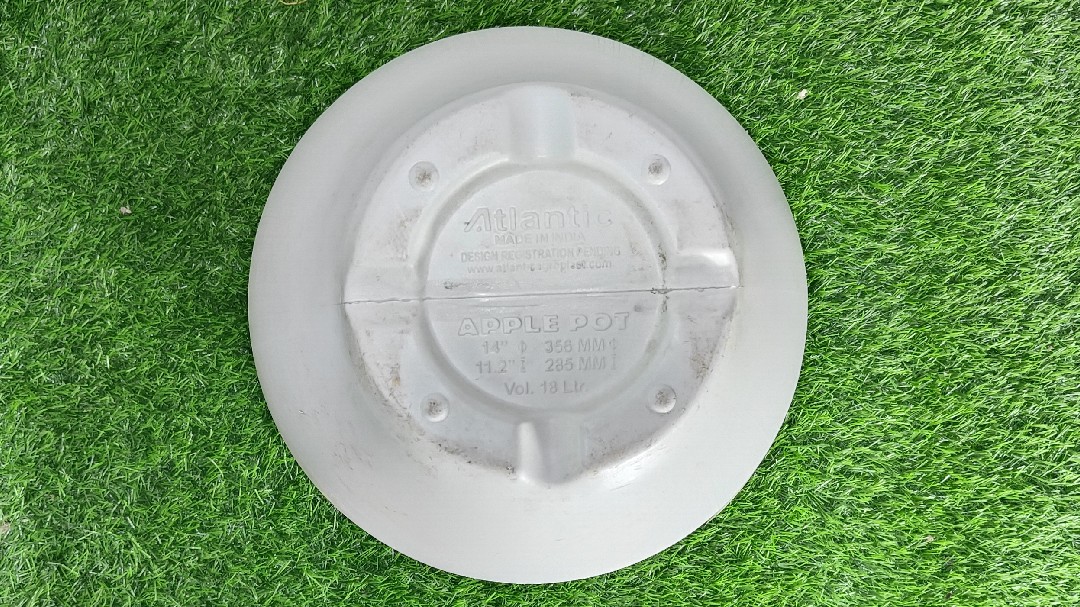 Atlantic
MADE IN INDIA
DESIGN REGISTRATION PENDING
APPLE POT
14" 356 MM
11.2" 285 MM
Vol. 18 Ltr.